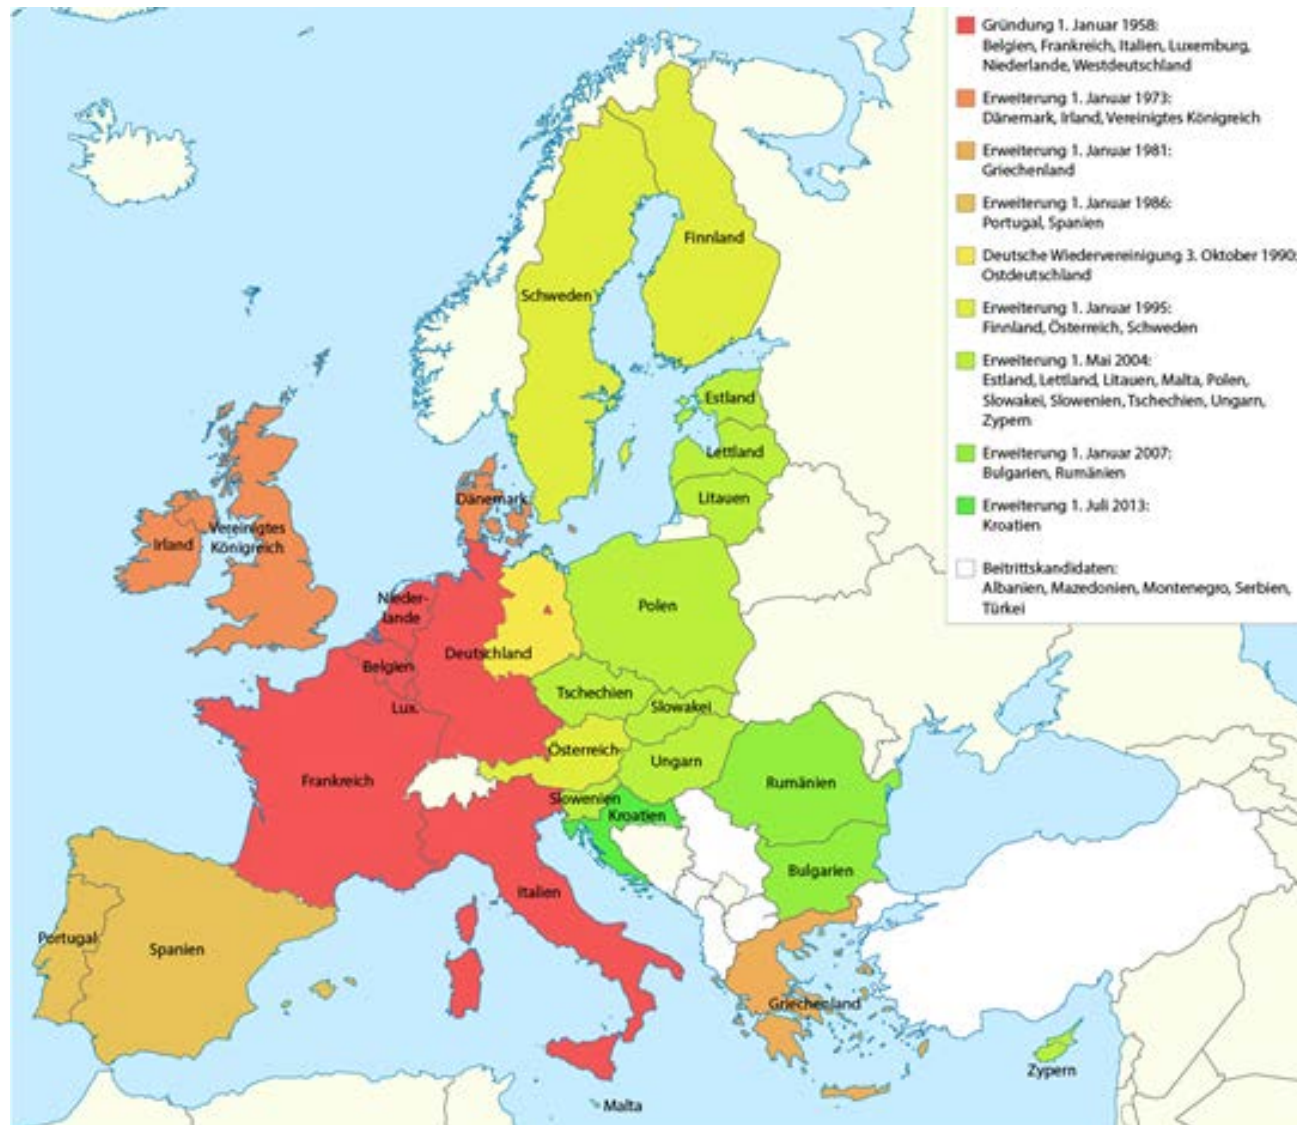 Gründung 1. Januar 1958:
Belgien, Frankreich, Italien, Luxemburg,
Niederlande, Westdeutschland
Erweiterung 1. Januar 1973:
Dänemark, Irland, Vereinigtes Königreich
Erweiterung 1. Januar 1981:
Griechenland
Erweiterung 1. Januar 1986:
Portugal, Spanien
Deutsche Wiedervereinigung 3. Oktober 1990:
Ostdeutschland
Erweiterung 1. Januar 1995:
Finnland, Österreich, Schweden
Erweiterung 1. Mai 2004:
Estland, Lettland, Litauen, Malta, Polen,
Slowakei, Slowenien, Tschechien, Ungarn,
Zypern
Erweiterung 1. Januar 2007:
Bulgarien, Rumänien
Erweiterung 1. Juli 2013:
Kroatien
Beitrittskandidaten:
Albanien, Mazedonien, Montenegro, Serbien,
Türkei
Finnland
Schweden
Estland
Lettland
Litauen
Dänemark
Vereinigtes
Königreich
Irland
Nieder-
lande
Polen
Deutschland
Belgien
Tschechien
Lux.
Slowakei
Österreich
Ungarn
Frankreich
Rumänien
Slowenien
Kroatien
Bulgarien
Italien
Portugal
Spanien
Griechenland
Zypern
Malta